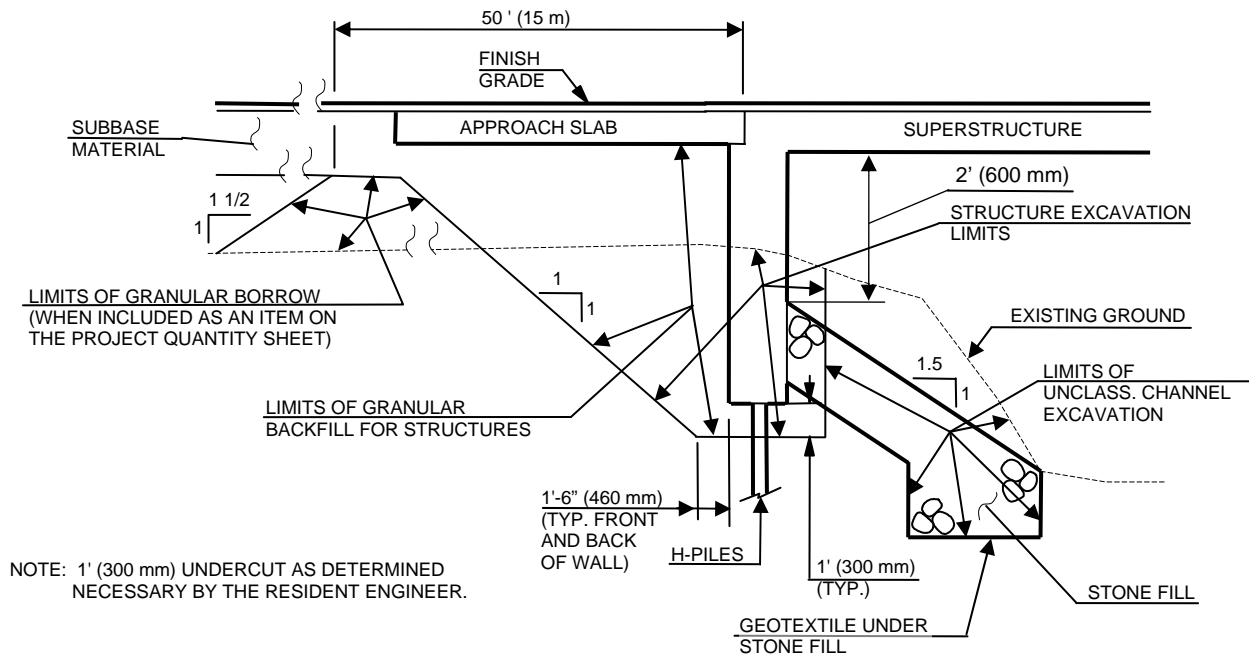 50 ' (15 m)
FINISH
GRADE
SUBBASE
MATERIAL
APPROACH SLAB
SUPERSTRUCTURE
2’ (600 mm)
1 1/2
1
STRUCTURE EXCAVATION
LIMITS
LIMITS OF GRANULAR BORROW
(WHEN INCLUDED AS AN ITEM ON
THE PROJECT QUANTITY SHEET)
1
1
EXISTING GROUND
1.5
1
LIMITS OF
UNCLASS. CHANNEL
EXCAVATION
LIMITS OF GRANULAR
BACKFILL FOR STRUCTURES
1'-6” (460 mm)
(TYP. FRONT
AND BACK
OF WALL)
H-PILES
1' (300 mm)
(TYP.)
STONE FILL
GEOTEXTILE UNDER
STONE FILL
NOTE: 1' (300 mm) UNDERCUT AS DETERMINED
NECESSARY BY THE RESIDENT ENGINEER.